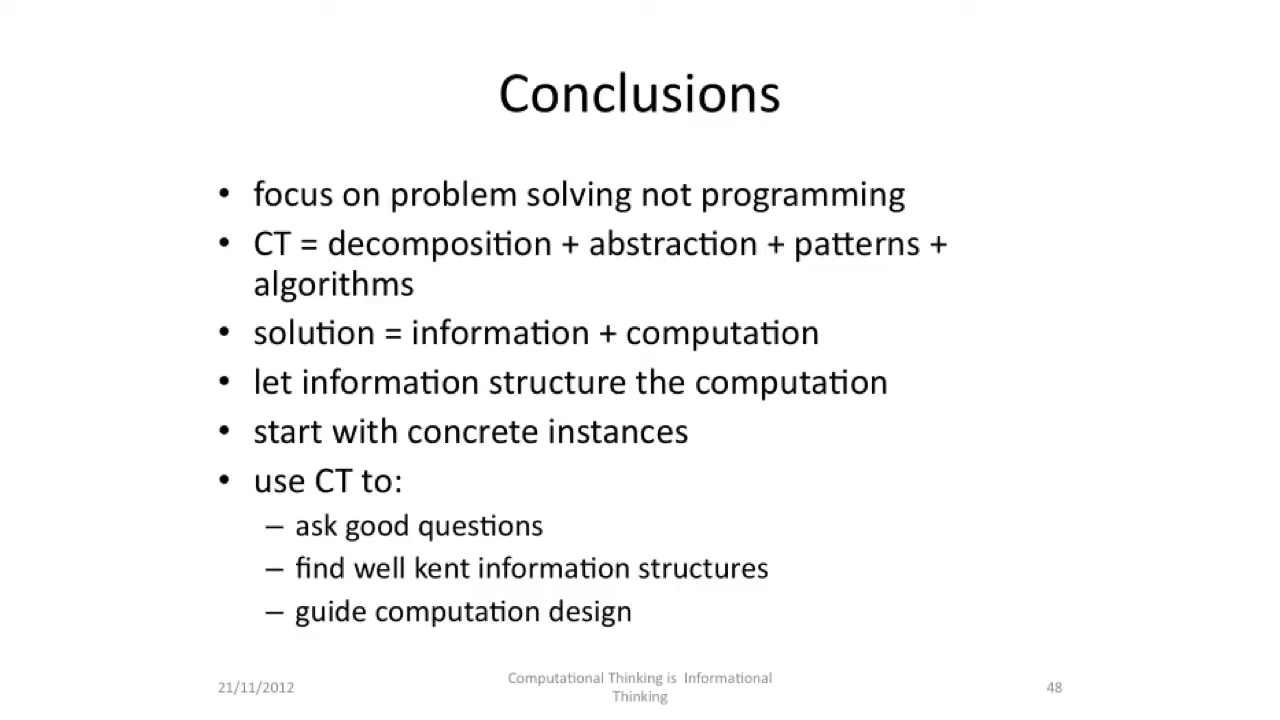 Conclusions
• focus on problem solving not programming
• CT = decomposition + abstraction + patterns +
algorithms
• solution = information + computation
• let information structure the computation
• start with concrete instances
• use CT to:
– ask good questions
– find well kent information structures
– guide computation design
21/11/2012
Computational Thinking is Informational
Thinking
48